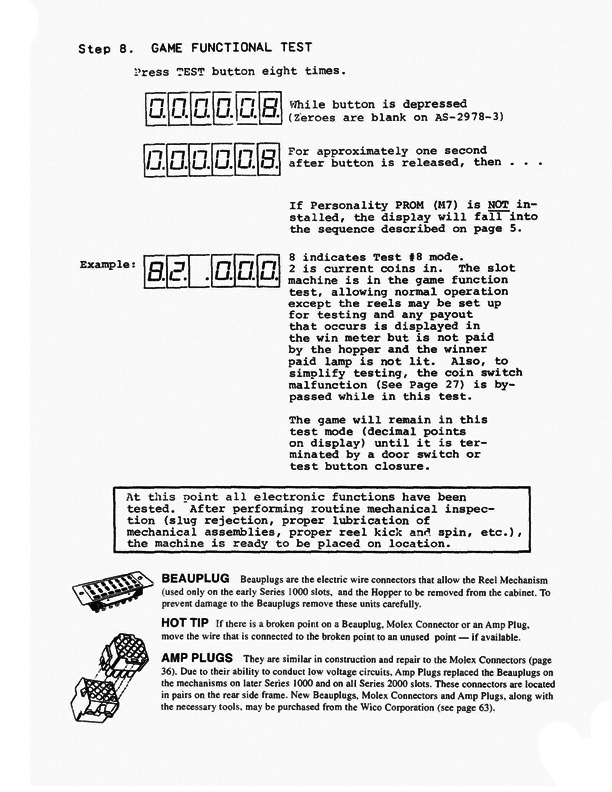 Step 8. GAME FUNCTIONAL TEST
Press TEST button eight times.
0.0.0.0.0.8.
While button is depressed
(Zeroes are blank on AS-2978-3)
0.0.0.0.0.8.
For approximately one second
after button is released, then . . .
If Personality PROM (M7) is NOT in-
stalled, the display will fall into
the sequence described on page 5.
Example:
8.2. .0.0.0.
8 indicates Test #8 mode.
2 is current coins in. The slot
machine is in the game function
test, allowing normal operation
except the reels may be set up
for testing and any payout
that occurs is displayed in
the win meter but is not paid
by the hopper and the winner
paid lamp is not lit. Also, to
simplify testing, the coin switch
malfunction (See Page 27) is by-
passed while in this test.
The game will remain in this
test mode (decimal points
on display) until it is ter-
minated by a door switch or
test button closure.
At this point all electronic functions have been
tested. After performing routine mechanical inspec-
tion (slug rejection, proper lubrication of
mechanical assemblies, proper reel kick and spin, etc.),
the machine is ready to be placed on location.
BEAUPLUG Beauplugs are the electric wire connectors that allow the Reel Mechanism
(used only on the early Series 1000 slots, and the Hopper to be removed from the cabinet. To
prevent damage to the Beauplugs remove these units carefully.
HOT TIP If there is a broken point on a Beauplug, Molex Connector or an Amp Plug,
move the wire that is connected to the broken point to an unused point — if available.
AMP PLUGS They are similar in construction and repair to the Molex Connectors (page
36). Due to their ability to conduct low voltage circuits, Amp Plugs replaced the Beauplugs on
the mechanisms on later Series 1000 and on all Series 2000 slots. These connectors are located
in pairs on the rear side frame. New Beauplugs, Molex Connectors and Amp Plugs, along with
the necessary tools, may be purchased from the Wico Corporation (see page 63).